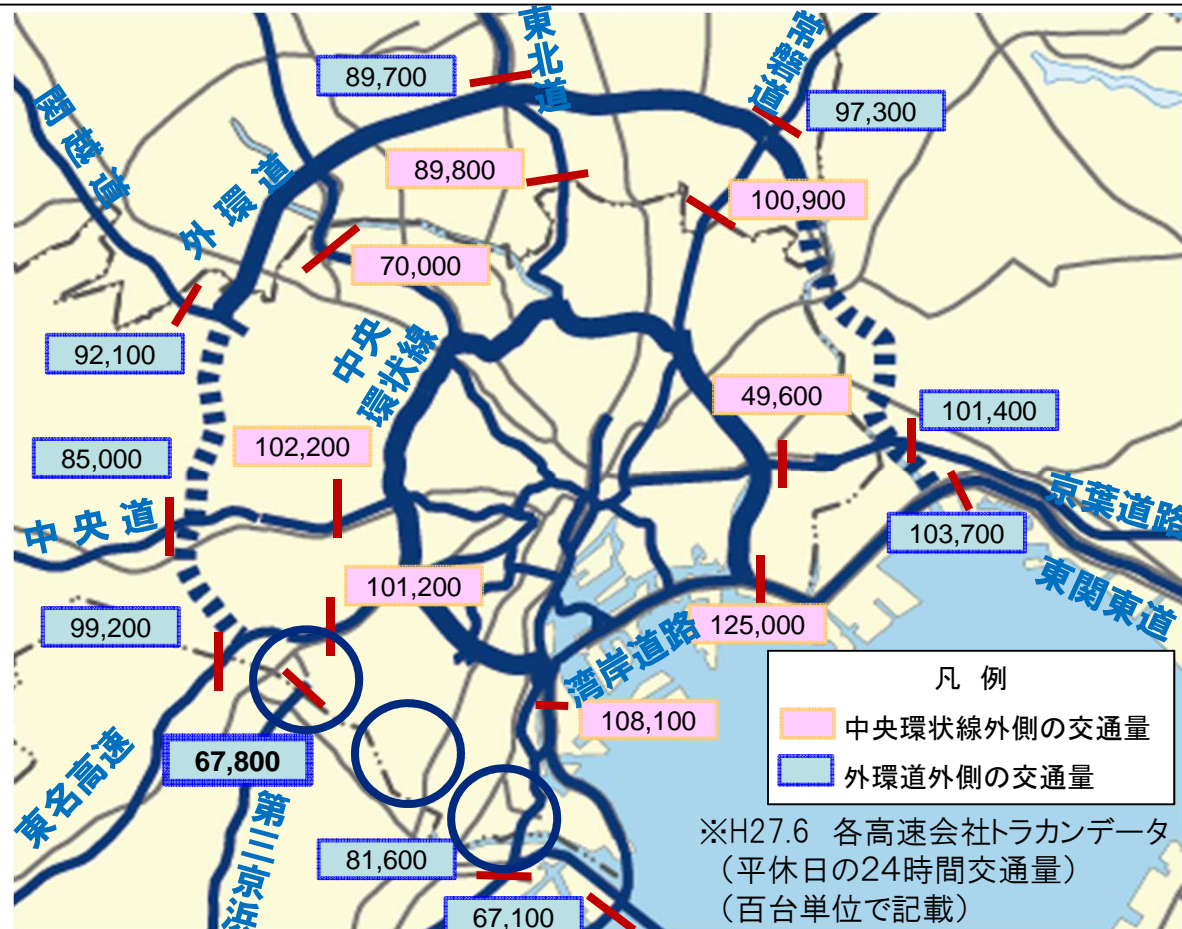 東北道
常磐道
89,700
97,300
関越道
外環道
89,800
100,900
70,000
92,100
中央
環状線
49,600
101,400
102,200
85,000
中央道
京葉道路
103,700
東関東道
101,200
99,200
125,000
湾岸道路
108,100
67,800
東名高速
第三京浜
81,600
67,100
凡 例
中央環状線外側の交通量
外環道外側の交通量
※H27.6 各高速会社トラカンデータ
(平休日の24時間交通量)
(百台単位で記載)